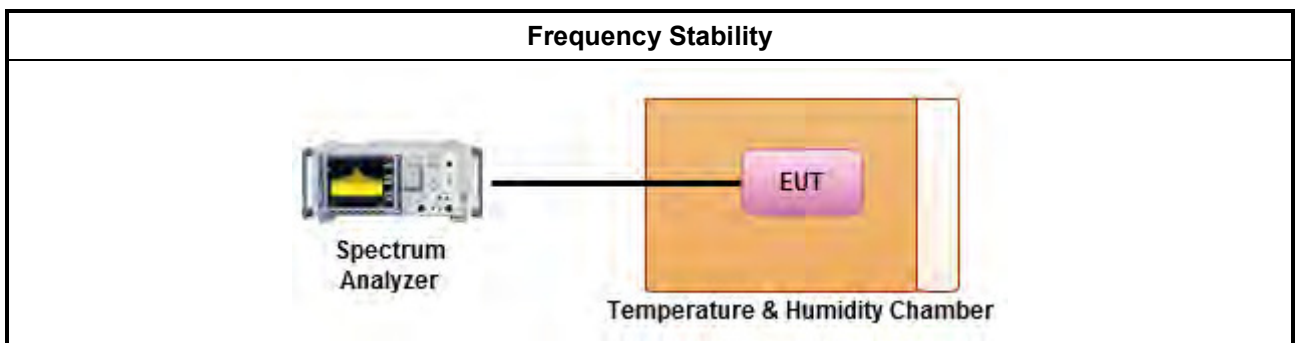 Frequency Stability
EUT
Spectrum
Analyzer
Temperature & Humidity Chamber